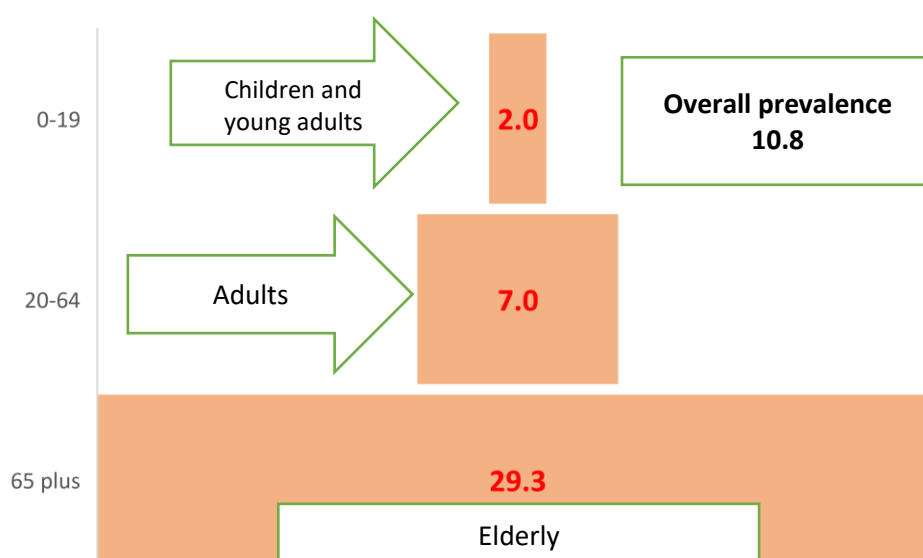 0-19
Children and
young adults
2.0
Overall prevalence
10.8
20-64
Adults
7.0
65 plus
29.3
Elderly